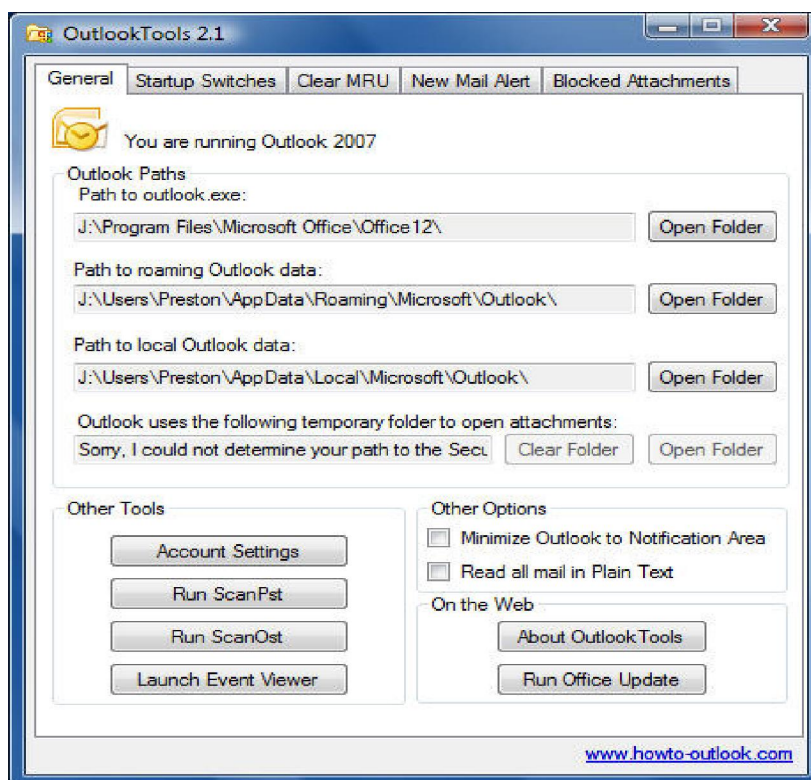 OutlookTools 2.1
General Startup Switches Clear MRU New Mail Alert Blocked Attachments
You are running Outlook 2007
Outlook Paths
Path to outlook.exe:
J:\Program Files\Microsoft Office\Office12\ Open Folder
Path to roaming Outlook data:
J:\Users\Preston\AppData\Roaming\Microsoft\Outlook\ Open Folder
Path to local Outlook data:
J:\Users\Preston\AppData\Local\Microsoft\Outlook\ Open Folder
Outlook uses the following temporary folder to open attachments:
Sorry, I could not determine your path to the Secu Clear Folder Open Folder
Other Tools
Account Settings
Run ScanPst
Run ScanOst
Launch Event Viewer
Other Options
Minimize Outlook to Notification Area
Read all mail in Plain Text
On the Web
About OutlookTools
Run Office Update
www.howto-outlook.com